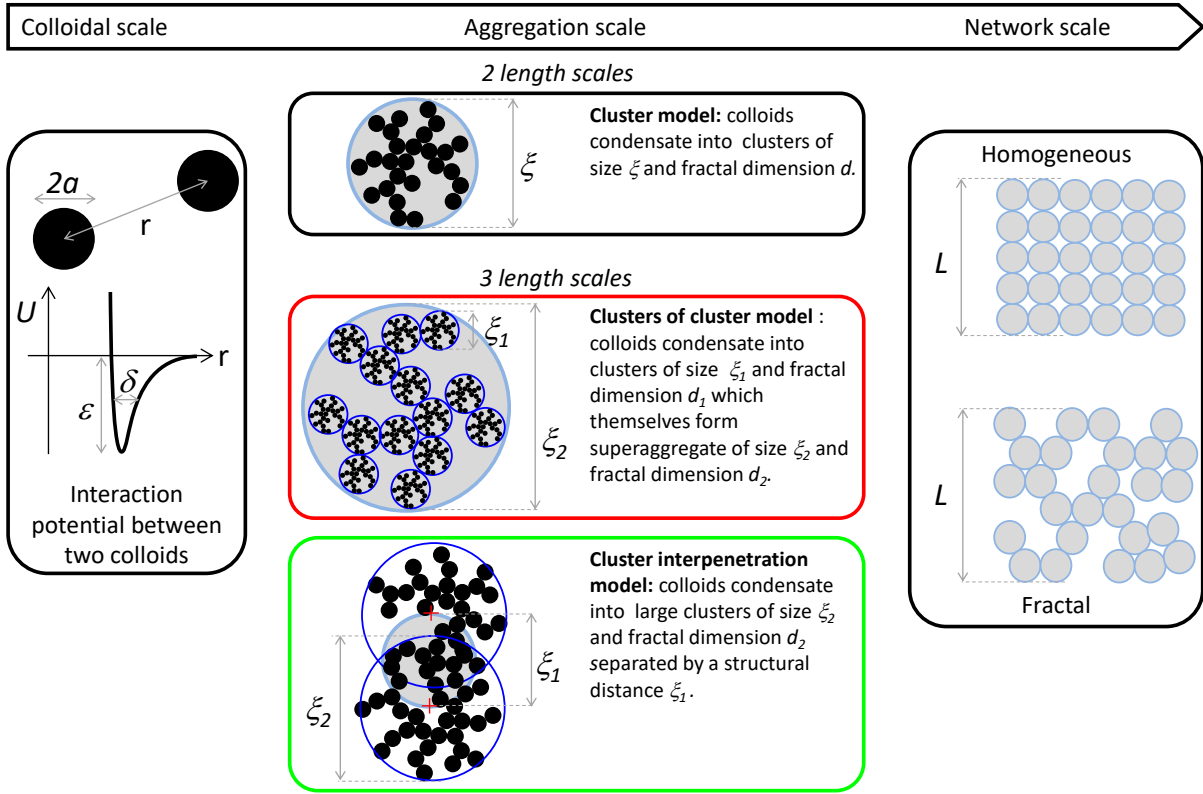 Colloidal scale
Aggregation scale
Network scale
2 length scales
Cluster model: colloids
condensate into clusters of
size ξ and fractal dimension d.
ξ
2a
r
U
r
δ
ε
Interaction
potential between
two colloids
3 length scales
Clusters of cluster model :
colloids condensate into
clusters of size ξ₁ and fractal
dimension d₁ which
themselves form
superaggregate of size ξ₂ and
fractal dimension d₂.
ξ₁
ξ₂
Cluster interpenetration
model: colloids condensate
into large clusters of size ξ₂
and fractal dimension d₂
separated by a structural
distance ξ₁.
ξ₁
ξ₂
Homogeneous
L
L
Fractal